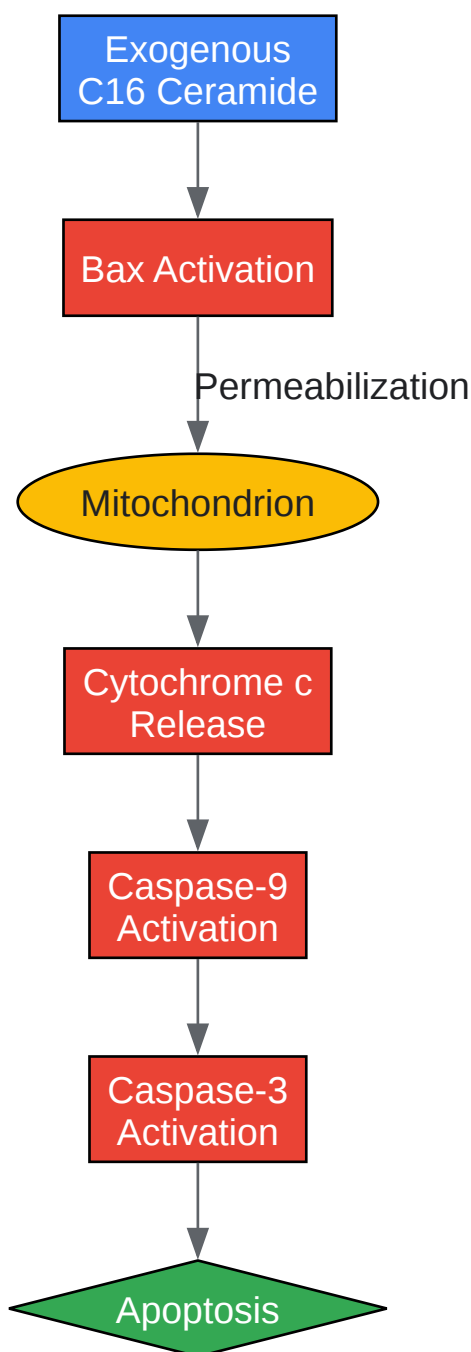 Exogenous
C16 Ceramide
Bax Activation
Permeabilization
Mitochondrion
Cytochrome c
Release
Caspase-9
Activation
Caspase-3
Activation
Apoptosis